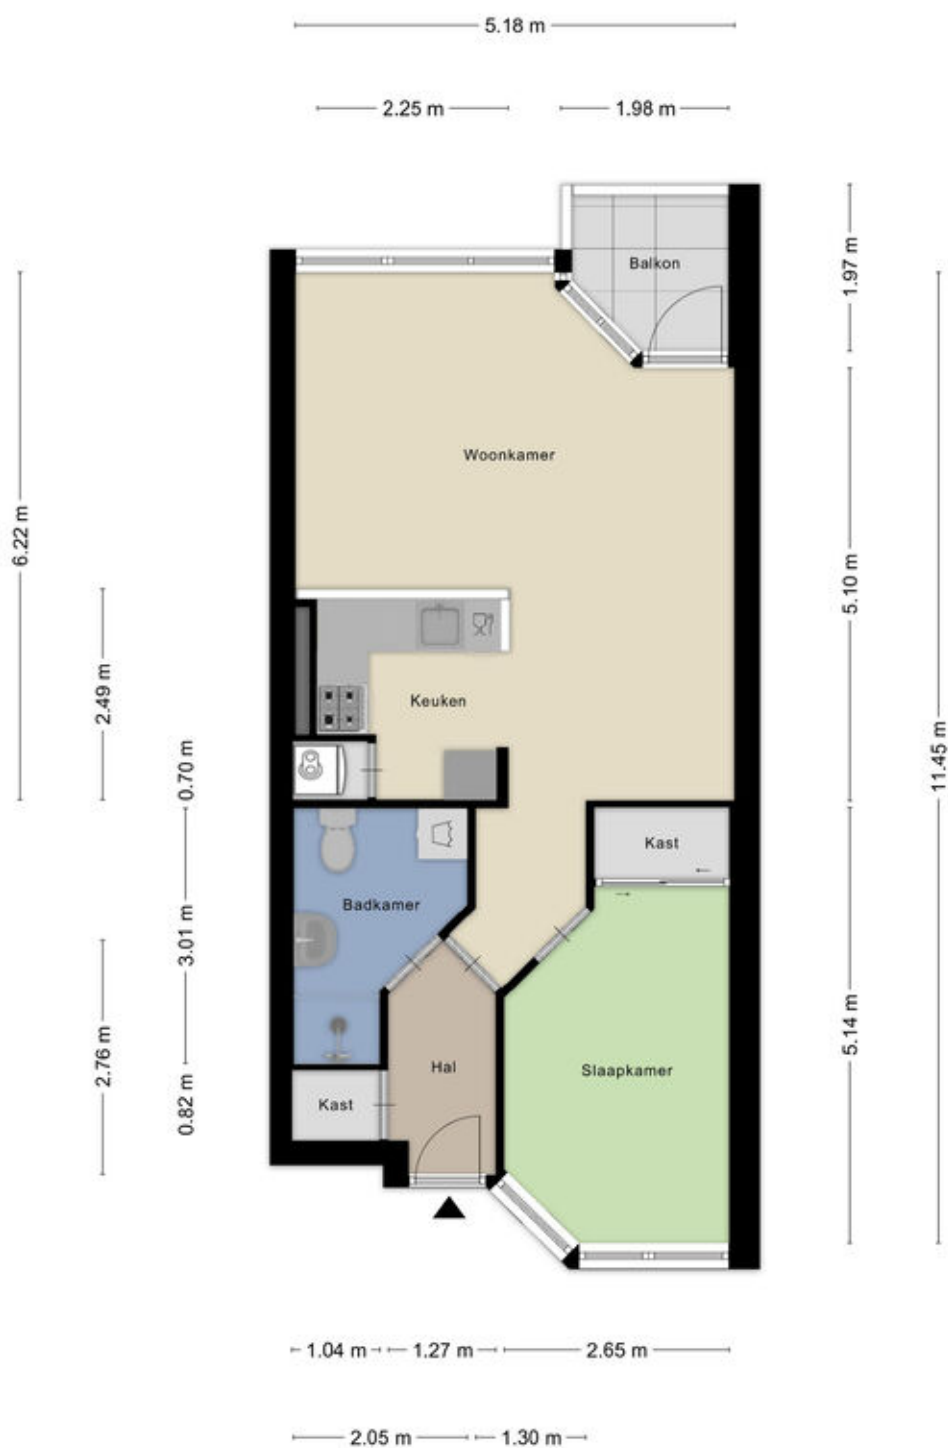 5.18 m
2.25 m
1.98 m
Balkon
1.97 m
Woonkamer
6.22 m
5.10 m
2.49 m
Keuken
11.45 m
0.70 m
Kast
Badkamer
3.01 m
5.14 m
2.76 m
Hal
Slaapkamer
Kast
0.82 m
1.04 m
1.27 m
2.65 m
2.05 m
1.30 m